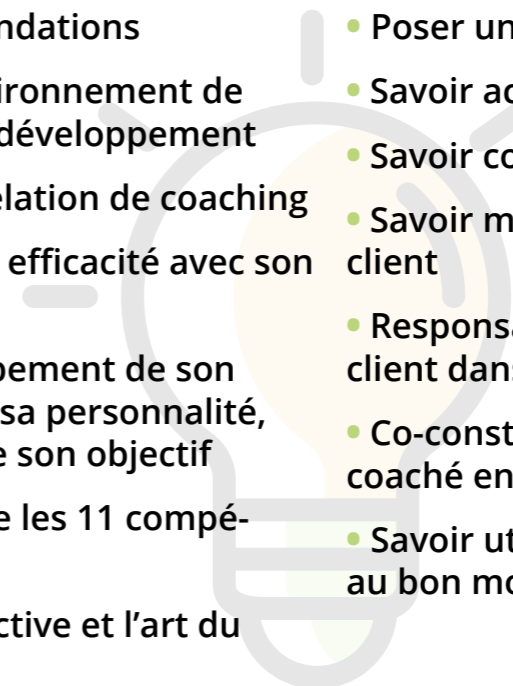 ndations
ironnement de
développement
elation de coaching
efficacité avec son
pement de son
sa personnalité,
e son objectif
e les 11 compé-
ctive et l’art du
• Poser un
• Savoir ac
• Savoir co
• Savoir m
client
• Respons
client dan
• Co-const
coaché en
• Savoir ut
au bon mo